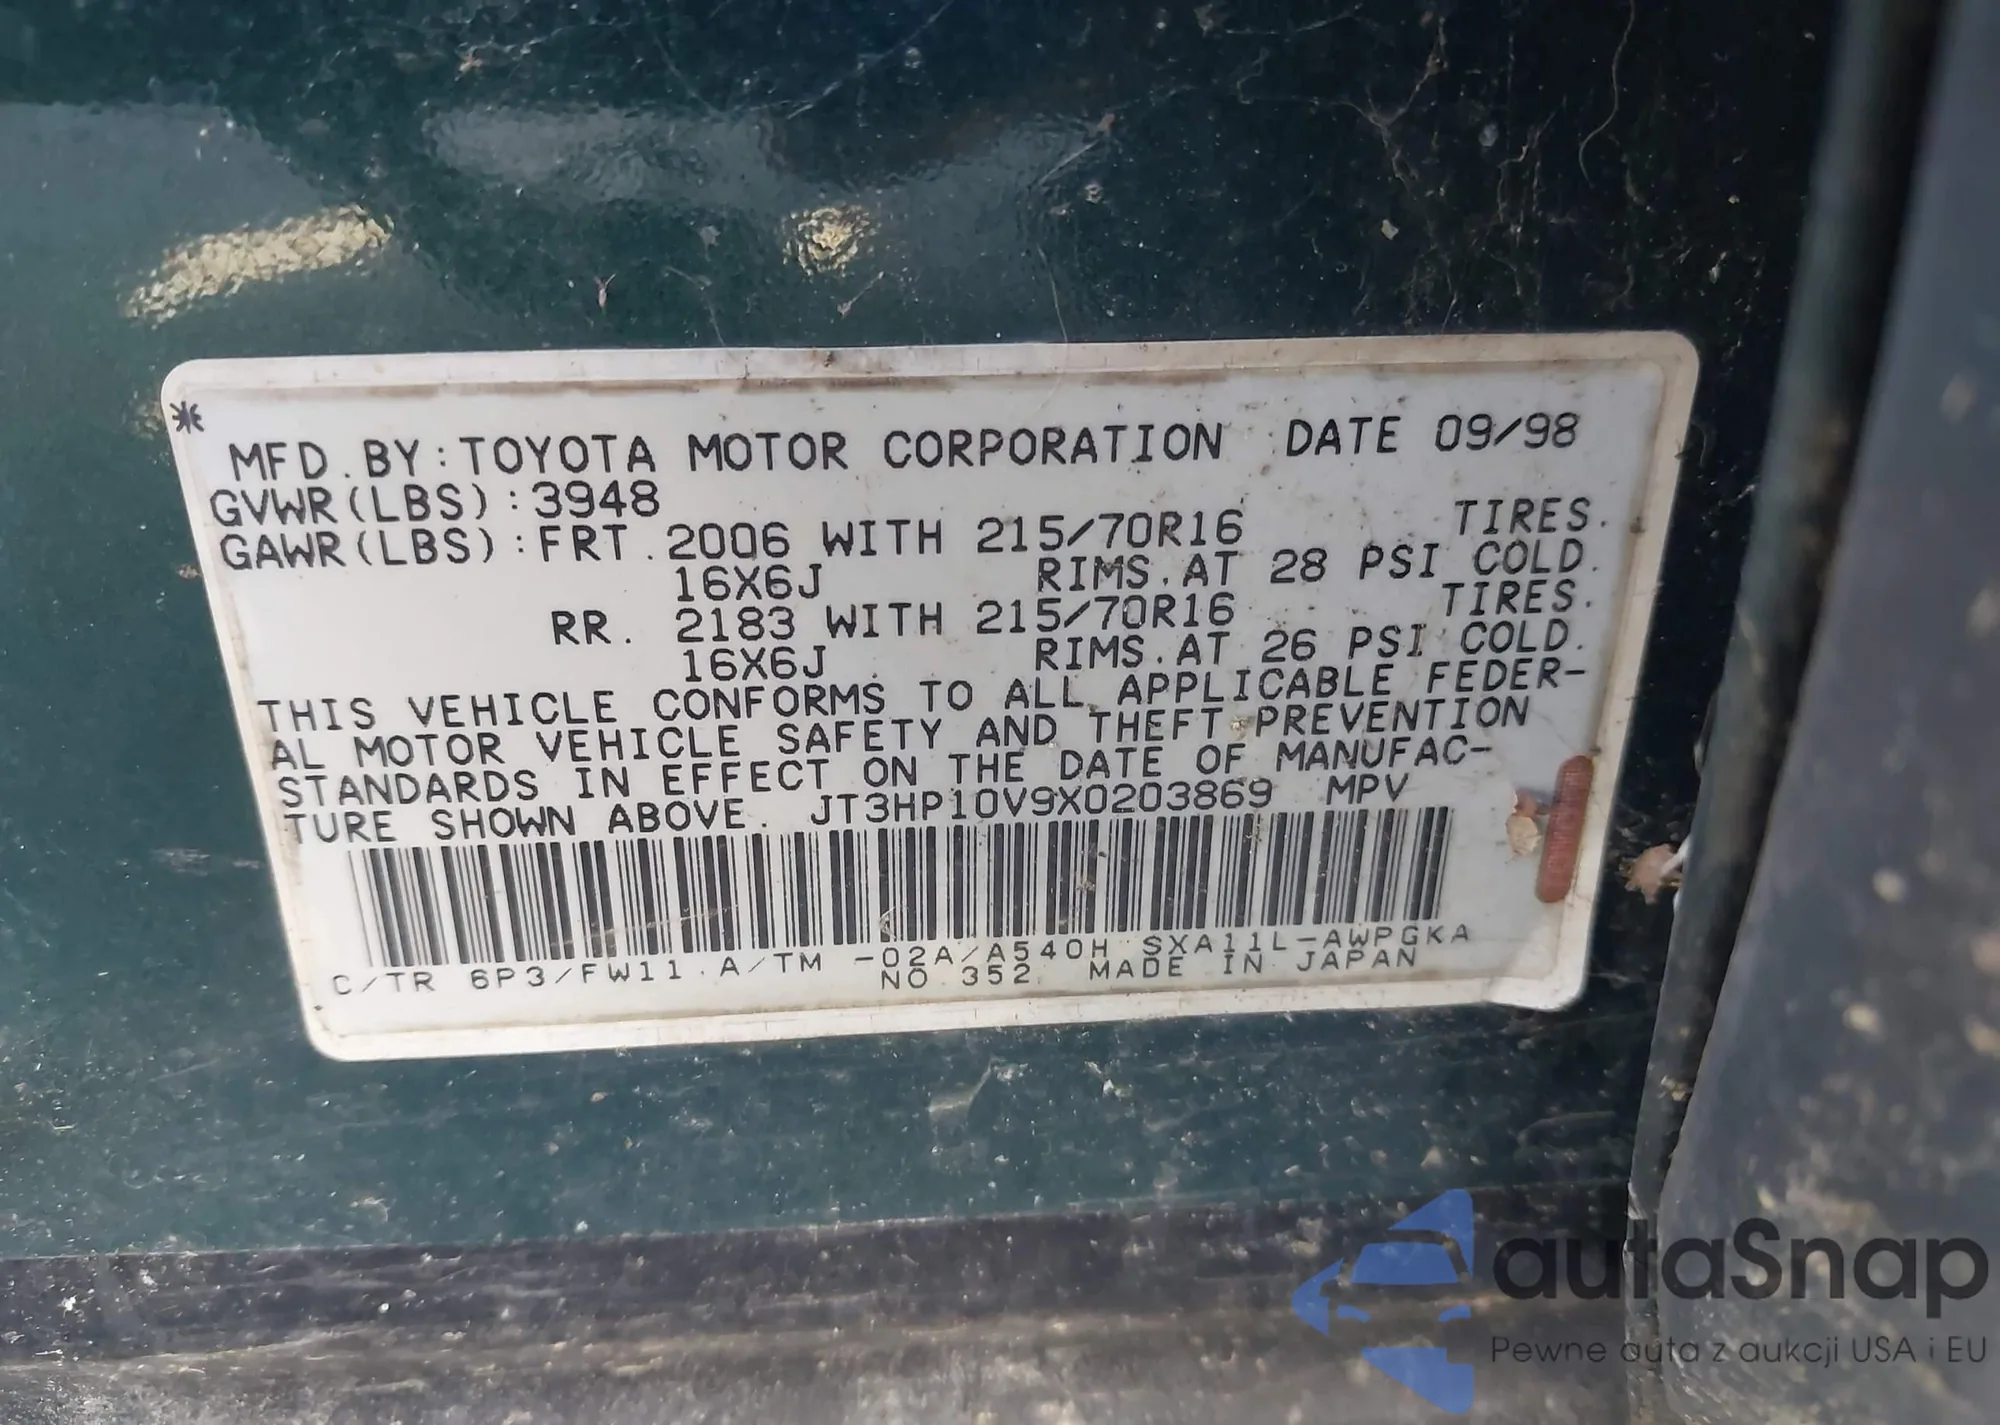 MFD.BY:TOYOTA MOTOR CORPORATION DATE 09/98
GVWR(LBS):3948
GAWR(LBS):FRT.2006 WITH 215/70R16 TIRES.
16X6J RIMS.AT 28 PSI COLD.
RR. 2183 WITH 215/70R16 TIRES.
16X6J RIMS.AT 26 PSI COLD.
THIS VEHICLE CONFORMS TO ALL APPLICABLE FEDER-
AL MOTOR VEHICLE SAFETY AND THEFT PREVENTION
STANDARDS IN EFFECT ON THE DATE OF MANUFAC-
TURE SHOWN ABOVE. JT3HP10V9X0203869 MPV
C/TR 6P3/FW11.A/TM -02A/A540H SXA11L-AWPGKA
NO.352 MADE IN JAPAN
autaSnap
Pewne auta z aukcji USA i EU